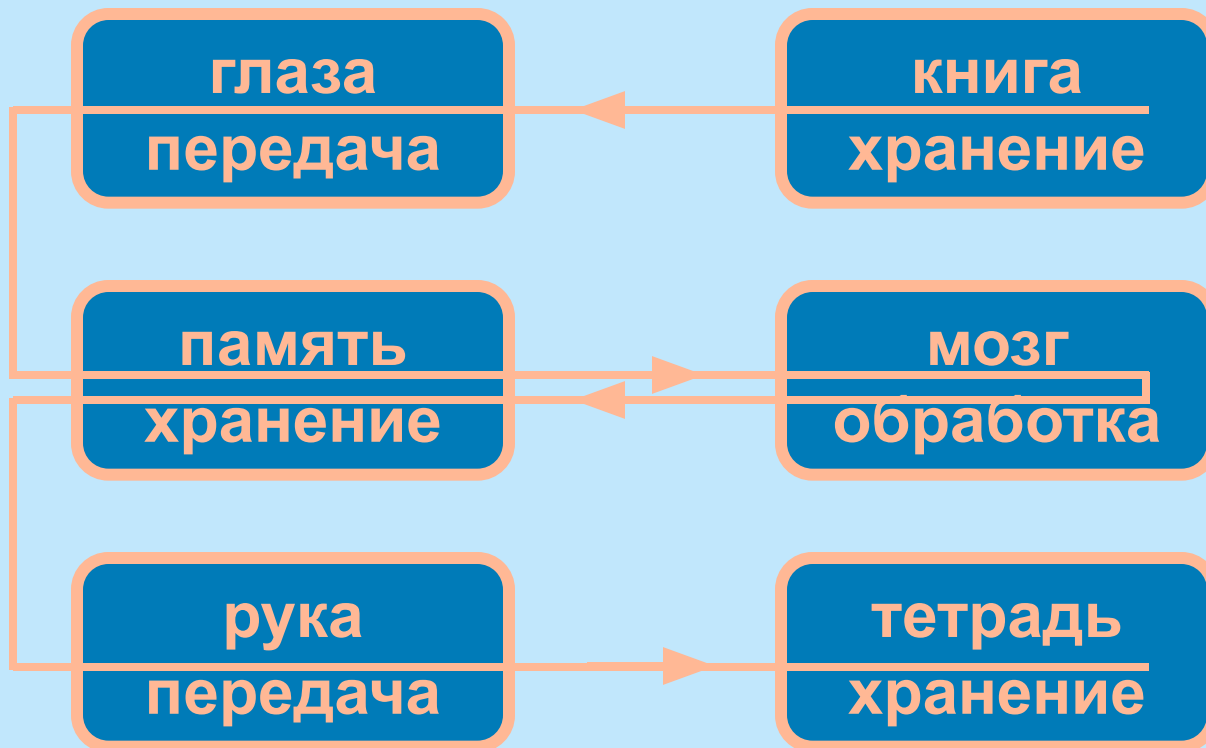 глаза
передача
книга
хранение
память
хранение
мозг
обработка
рука
передача
тетрадь
хранение